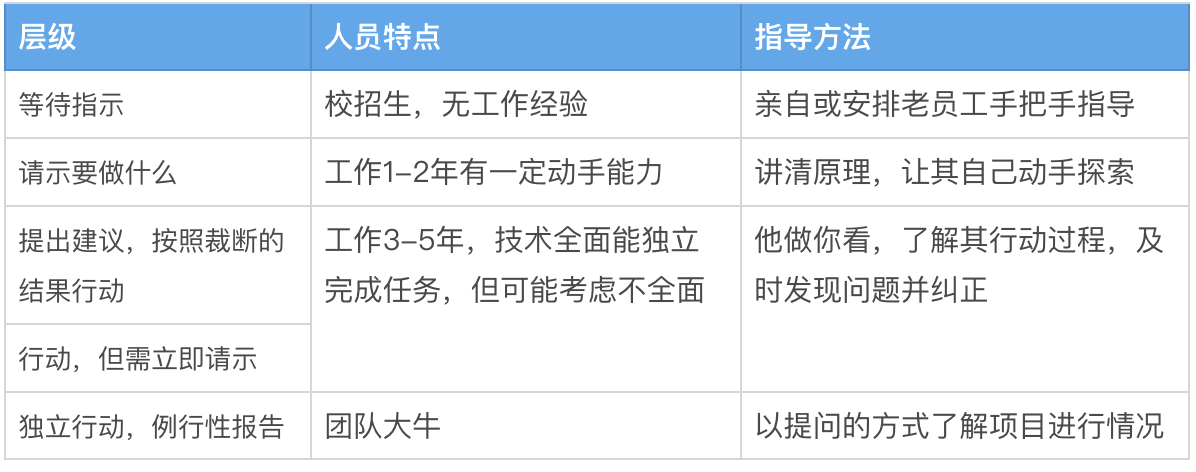 层级 人员特点 指导方法
等待指示 校招生，无工作经验 亲自或安排老员工手把手指导
请示要做什么 工作1-2年有一定动手能力 讲清原理，让其自己动手探索
提出建议，按照裁断的 工作3-5年，技术全面能独立 他做你看，了解其行动过程，及
结果行动 完成任务，但可能考虑不全面 时发现问题并纠正
行动，但需立即请示
独立行动，例行性报告 团队大牛 以提问的方式了解项目进行情况